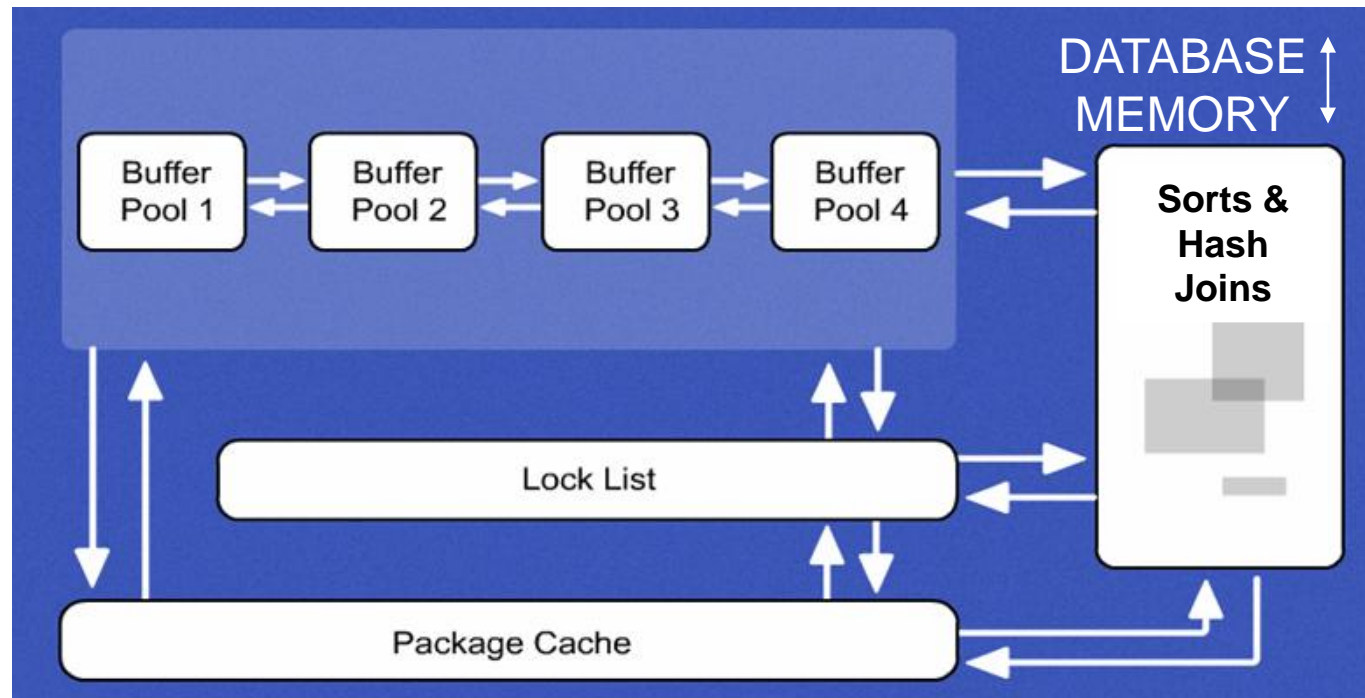 DATABASE
MEMORY
Buffer
Pool 1
Buffer
Pool 2
Buffer
Pool 3
Buffer
Pool 4
Sorts &
Hash
Joins
Lock List
Package Cache